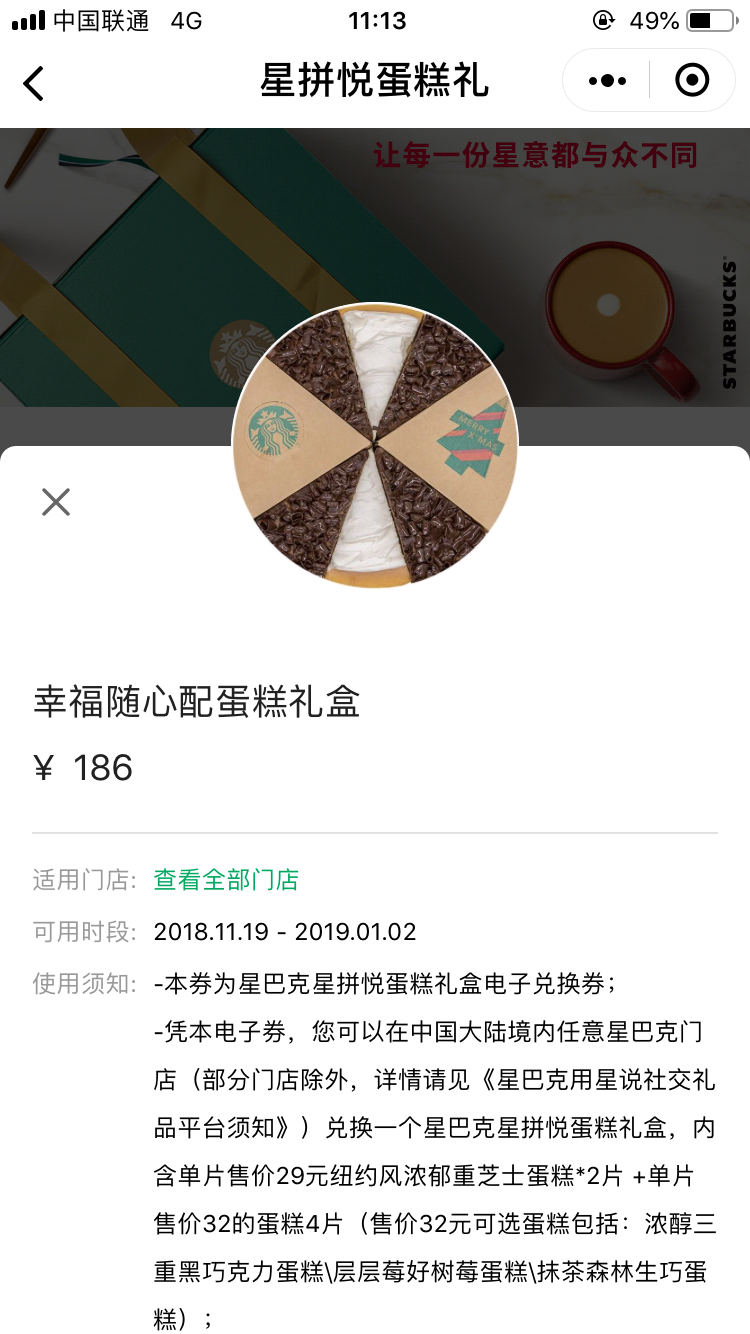 中国联通 4G 11:13 49%
星拼悦蛋糕礼
让每一份星意都与众不同
STARBUCKS
MERRY
X-MAS
幸福随心配蛋糕礼盒
¥ 186
适用门店: 查看全部门店
可用时段: 2018.11.19 - 2019.01.02
使用须知: -本券为星巴克星拼悦蛋糕礼盒电子兑换券；
-凭本电子券，您可以在中国大陆境内任意星巴克门
店（部分门店除外，详情请见《星巴克用星说社交礼
品平台须知》）兑换一个星巴克星拼悦蛋糕礼盒，内
含单片售价29元纽约风浓郁重芝士蛋糕*2片 +单片
售价32的蛋糕4片（售价32元可选蛋糕包括：浓醇三
重黑巧克力蛋糕\层层莓好树莓蛋糕\抹茶森林生巧蛋
糕）；